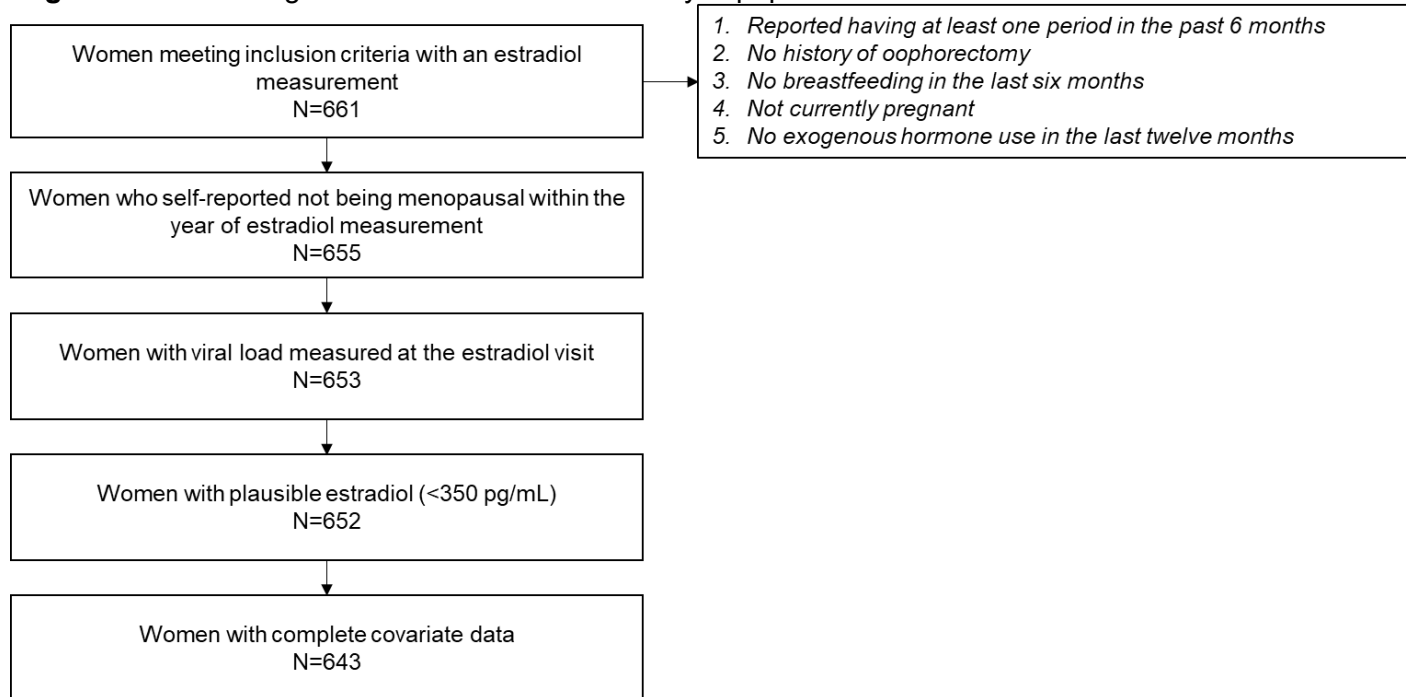 Women meeting inclusion criteria with an estradiol
measurement
N=661
1. Reported having at least one period in the past 6 months
2. No history of oophorectomy
3. No breastfeeding in the last six months
4. Not currently pregnant
5. No exogenous hormone use in the last twelve months
Women who self-reported not being menopausal within the
year of estradiol measurement
N=655
Women with viral load measured at the estradiol visit
N=653
Women with plausible estradiol (<350 pg/mL)
N=652
Women with complete covariate data
N=643